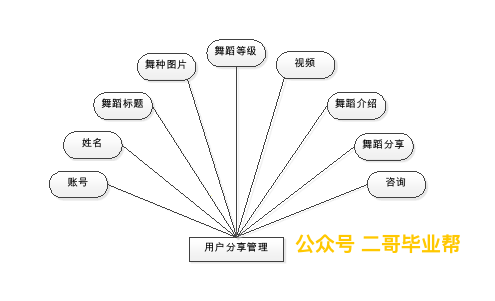 舞蹈等级
舞种图片
视频
舞蹈标题
舞蹈介绍
姓名
舞蹈分享
账号
咨询
用户分享管理
公众号 二哥毕业帮